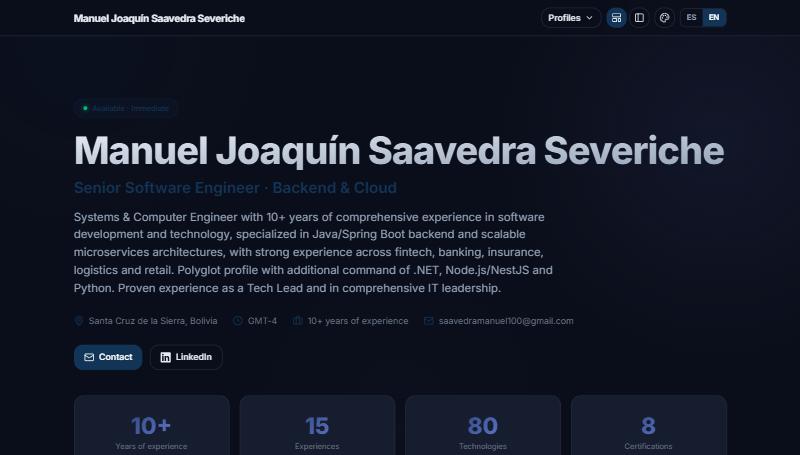 Manuel Joaquín Saavedra Severiche
Profiles
ES
EN
Available · Immediate
Manuel Joaquín Saavedra Severiche
Senior Software Engineer · Backend & Cloud
Systems & Computer Engineer with 10+ years of comprehensive experience in software
development and technology, specialized in Java/Spring Boot backend and scalable
microservices architectures, with strong experience across fintech, banking, insurance,
logistics and retail. Polyglot profile with additional command of .NET, Node.js/NestJS and
Python. Proven experience as a Tech Lead and in comprehensive IT leadership.
Santa Cruz de la Sierra, Bolivia
GMT-4
10+ years of experience
saavedramanuel100@gmail.com
Contact
LinkedIn
10+
Years of experience
15
Experiences
80
Technologies
8
Certifications